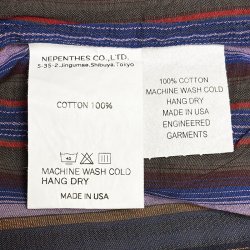 NEPENTHES CO.,LTD.
5-35-2, Jingumae, Shibuya, Tokyo.
COTTON 100%
40
MACHINE WASH COLD
HANG DRY
MADE IN USA
100% COTTON
MACHINE WASH COLD
HANG DRY
MADE IN USA
ENGINEERED
GARMENTS